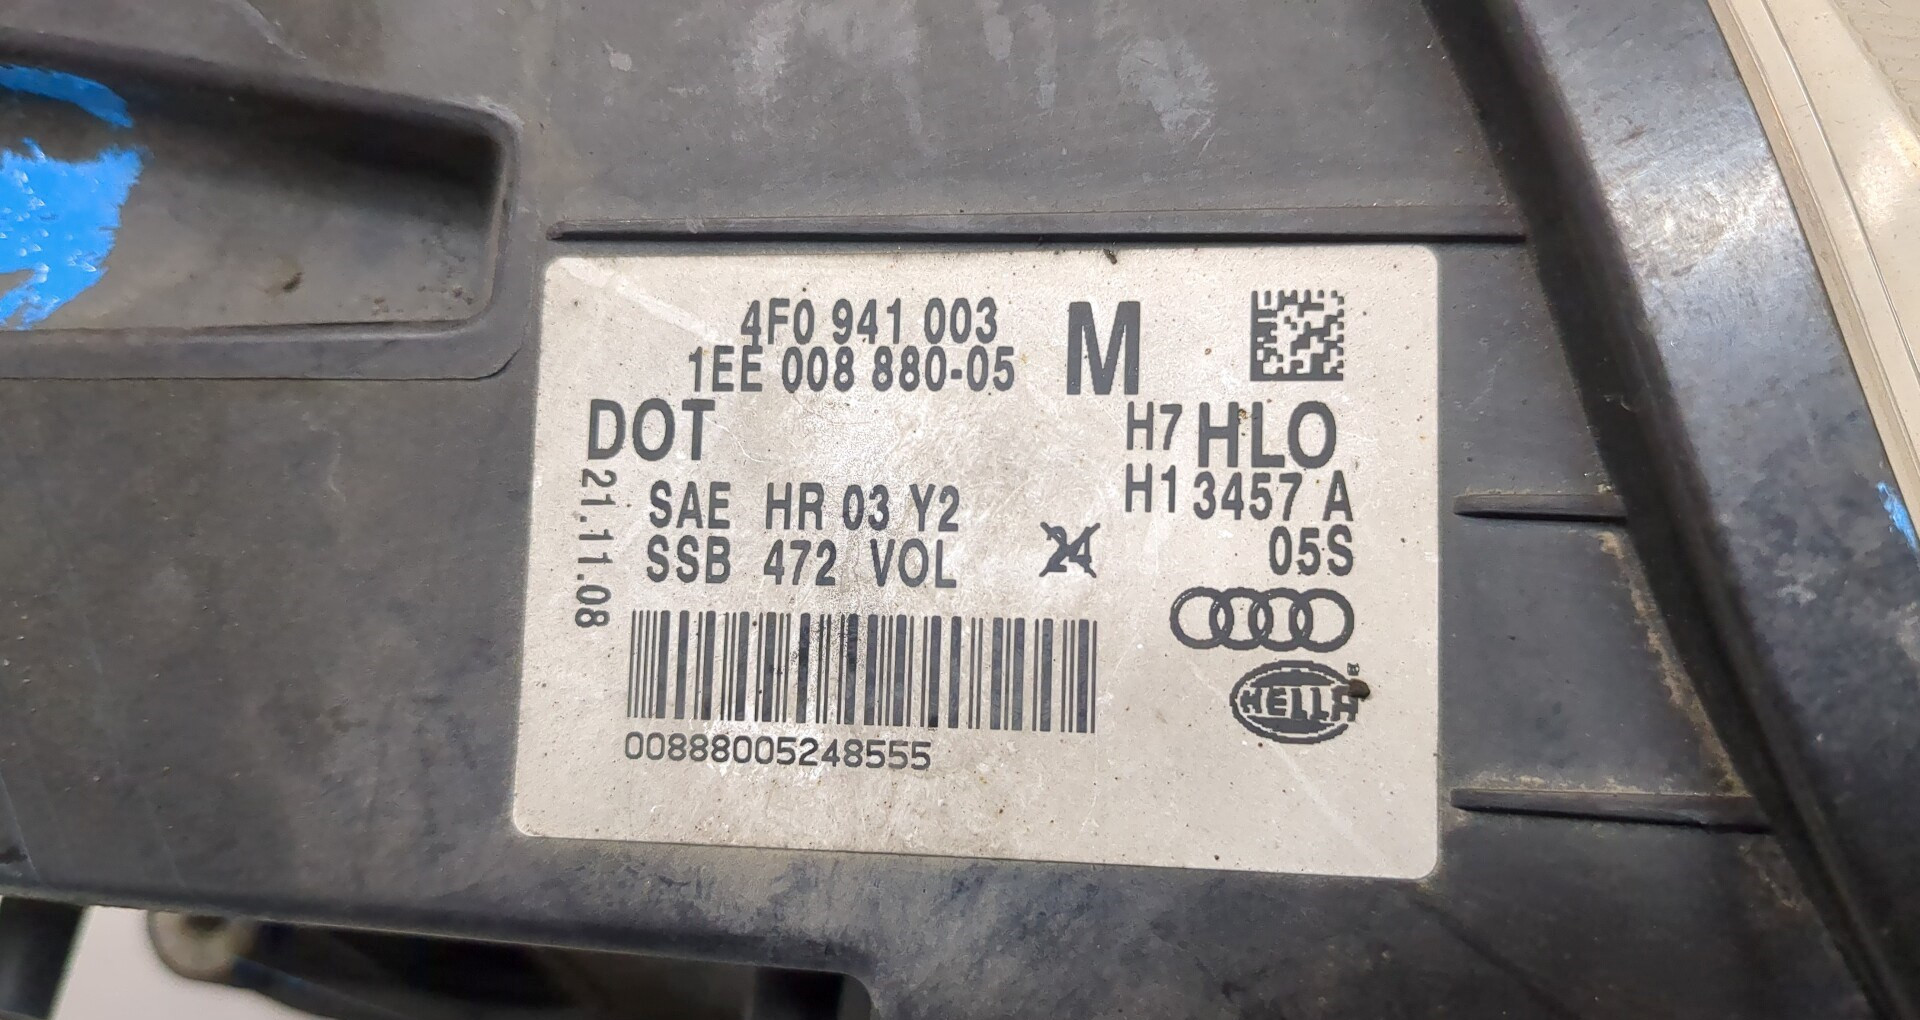 4F0 941 003 M
1EE 008 880-05
DOT H7 HLO
H1 3457 A
21.11.08
SAE HR 03 Y2
SSB 472 VOL 24 05S
HELLA
00888005248555